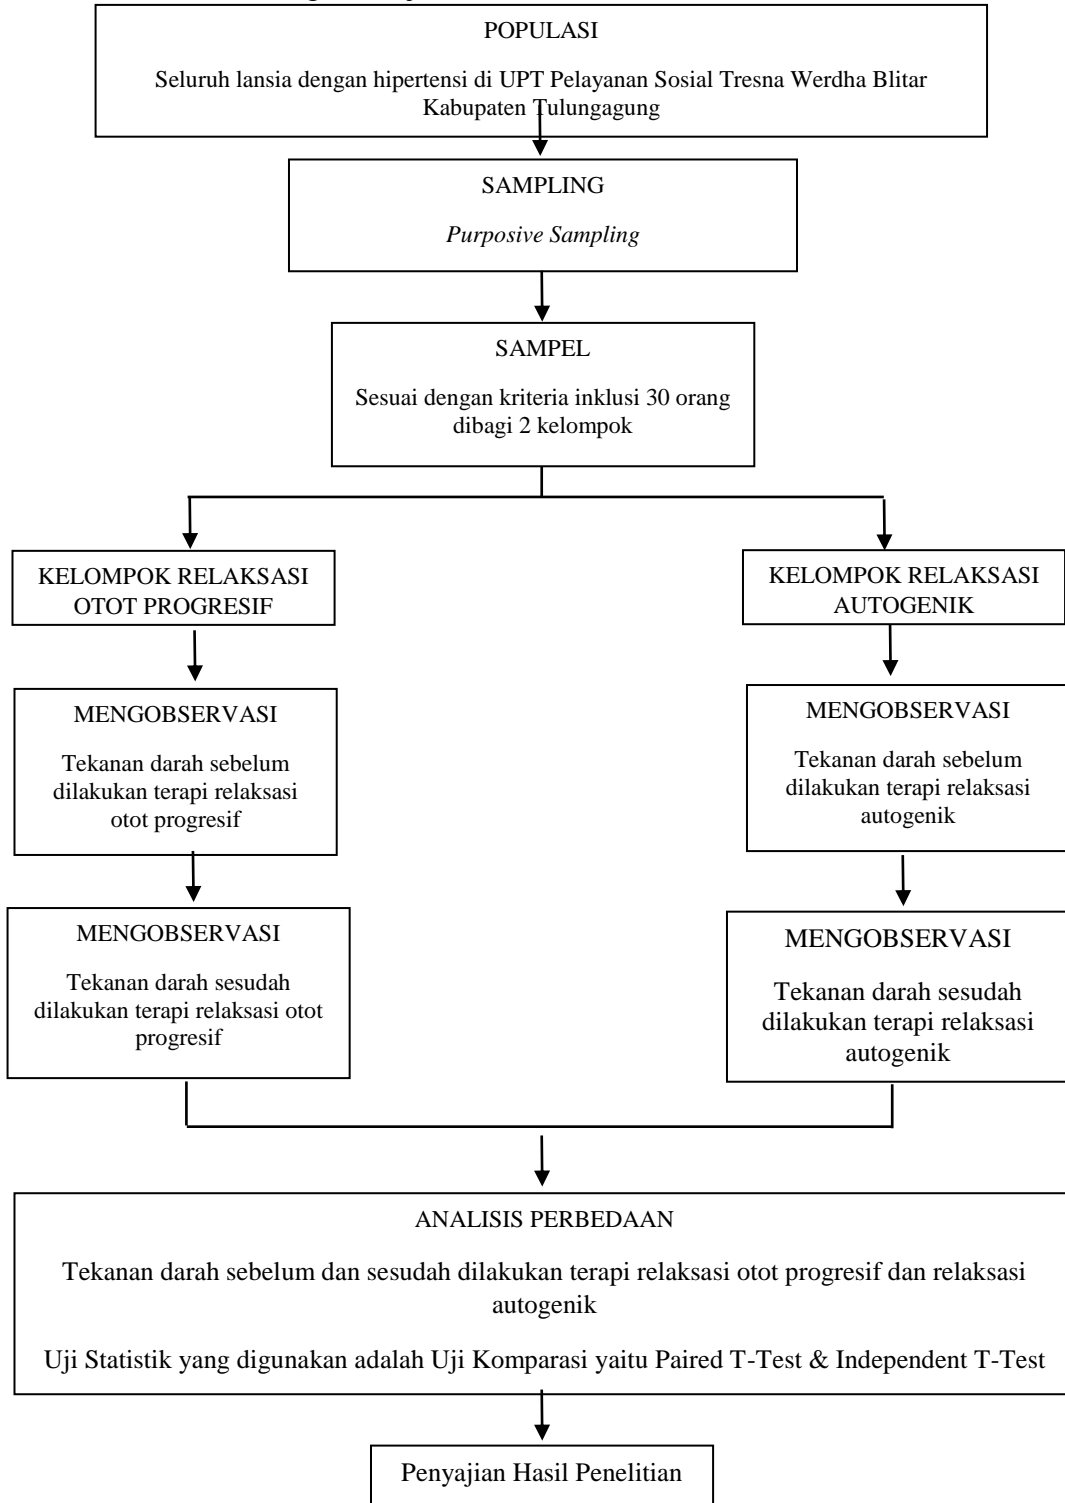 POPULASI
Seluruh lansia dengan hipertensi di UPT Pelayanan Sosial Tresna Werdha Blitar
Kabupaten Tulungagung
SAMPLING
Purposive Sampling
SAMPEL
Sesuai dengan kriteria inklusi 30 orang
dibagi 2 kelompok
KELOMPOK RELAKSASI
OTOT PROGRESIF
KELOMPOK RELAKSASI
AUTOGENIK
MENGOBSERVASI
Tekanan darah sebelum
dilakukan terapi relaksasi
otot progresif
MENGOBSERVASI
Tekanan darah sebelum
dilakukan terapi relaksasi
autogenik
MENGOBSERVASI
Tekanan darah sesudah
dilakukan terapi relaksasi otot
progresif
MENGOBSERVASI
Tekanan darah sesudah
dilakukan terapi relaksasi
autogenik
ANALISIS PERBEDAAN
Tekanan darah sebelum dan sesudah dilakukan terapi relaksasi otot progresif dan relaksasi
autogenik
Uji Statistik yang digunakan adalah Uji Komparasi yaitu Paired T-Test & Independent T-Test
Penyajian Hasil Penelitian